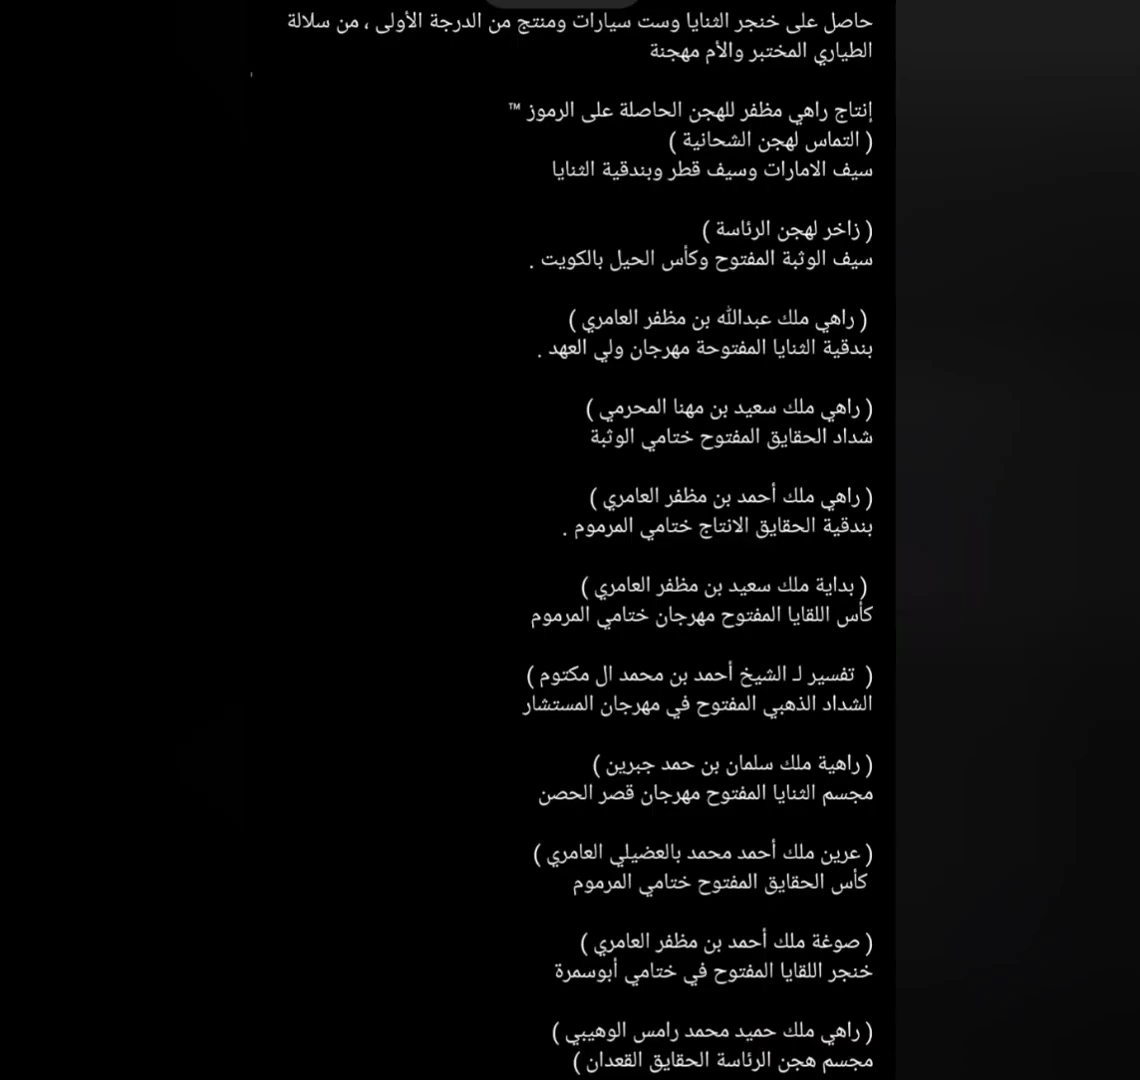 حاصل على خنجر الثنايا وست سيارات ومنتج من الدرجة الأولى ، من سلالة
الطياري المختبر والأم مهجنة
إنتاج راهي مظفر للهجن الحاصلة على الرموز ™
( التماس لهجن الشحانية )
سيف الامارات وسيف قطر وبندقية الثنايا
( زاخر لهجن الرئاسة )
سيف الوثبة المفتوح وكأس الحيل بالكويت .
( راهي ملك عبدالله بن مظفر العامري )
بندقية الثنايا المفتوحة مهرجان ولي العهد .
( راهي ملك سعيد بن مهنا المحرمي )
شداد الحقايق المفتوح ختامي الوثبة
( راهي ملك أحمد بن مظفر العامري )
بندقية الحقايق الانتاج ختامي المرموم .
( بداية ملك سعيد بن مظفر العامري )
كأس اللقايا المفتوح مهرجان ختامي المرموم
( تفسير لـ الشيخ أحمد بن محمد ال مكتوم )
الشداد الذهبي المفتوح في مهرجان المستشار
( راهية ملك سلمان بن حمد جبرين )
مجسم الثنايا المفتوح مهرجان قصر الحصن
( عرين ملك أحمد محمد بالعضيلي العامري )
كأس الحقايق المفتوح ختامي المرموم
( صوغة ملك أحمد بن مظفر العامري )
خنجر اللقايا المفتوح في ختامي أبوسمرة
( راهي ملك حميد محمد رامس الوهيبي )
مجسم هجن الرئاسة الحقايق القعدان )